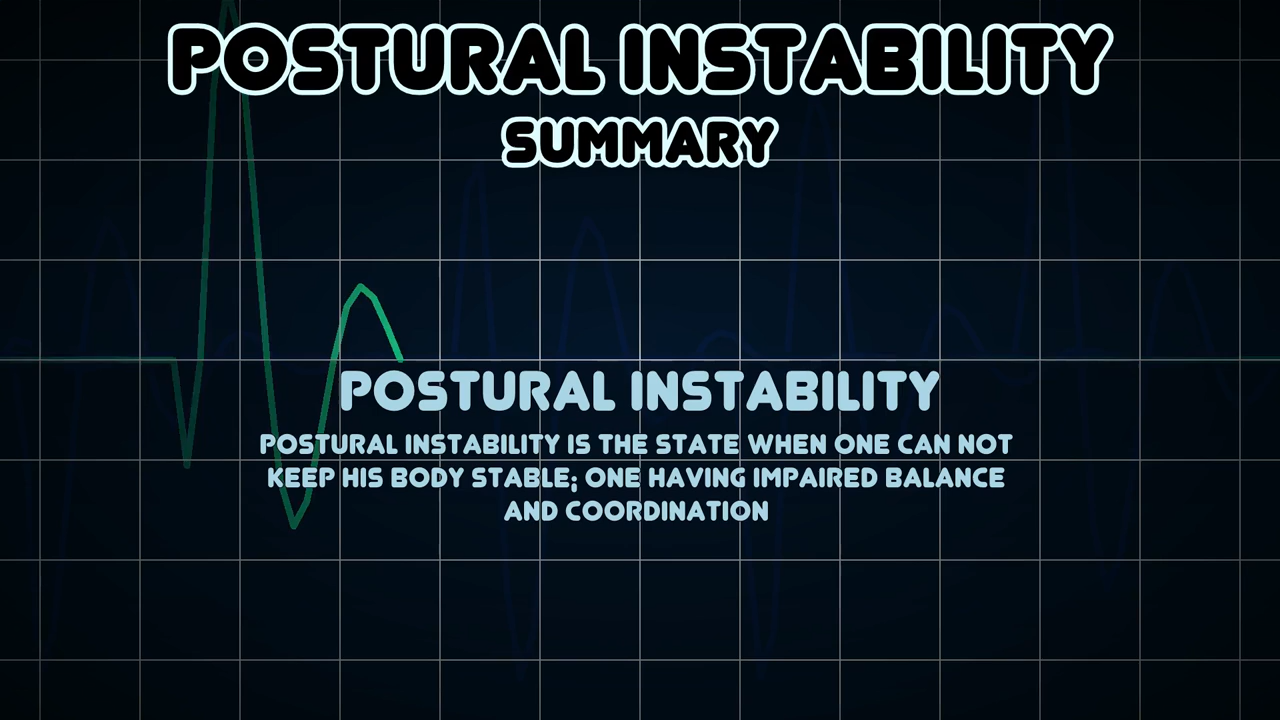 POSTURAL INSTABILITY
SUMMARY
POSTURAL INSTABILITY
POSTURAL INSTABILITY IS THE STATE WHEN ONE CAN NOT
KEEP HIS BODY STABLE; ONE HAVING IMPAIRED BALANCE
AND COORDINATION